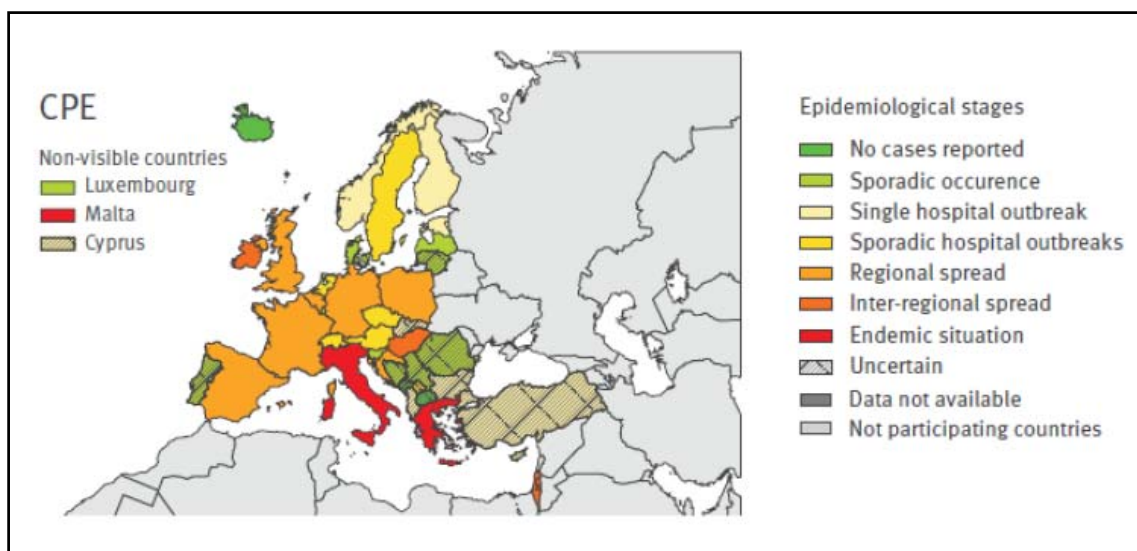 CPE
Non-visible countries
Luxembourg
Malta
Cyprus
Epidemiological stages
No cases reported
Sporadic occurence
Single hospital outbreak
Sporadic hospital outbreaks
Regional spread
Inter-regional spread
Endemic situation
Uncertain
Data not available
Not participating countries